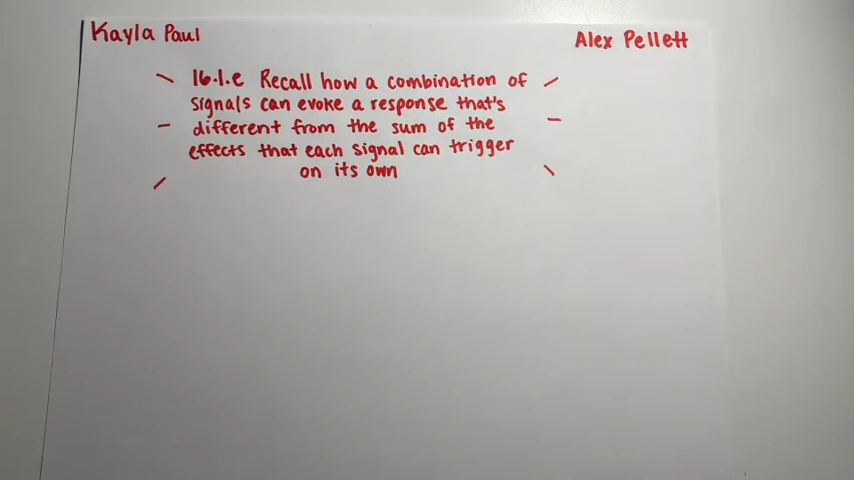 Kayla Paul
Alex Pellett
16.1.e Recall how a combination of
signals can evoke a response that's
different from the sum of the
effects that each signal can trigger
on its own